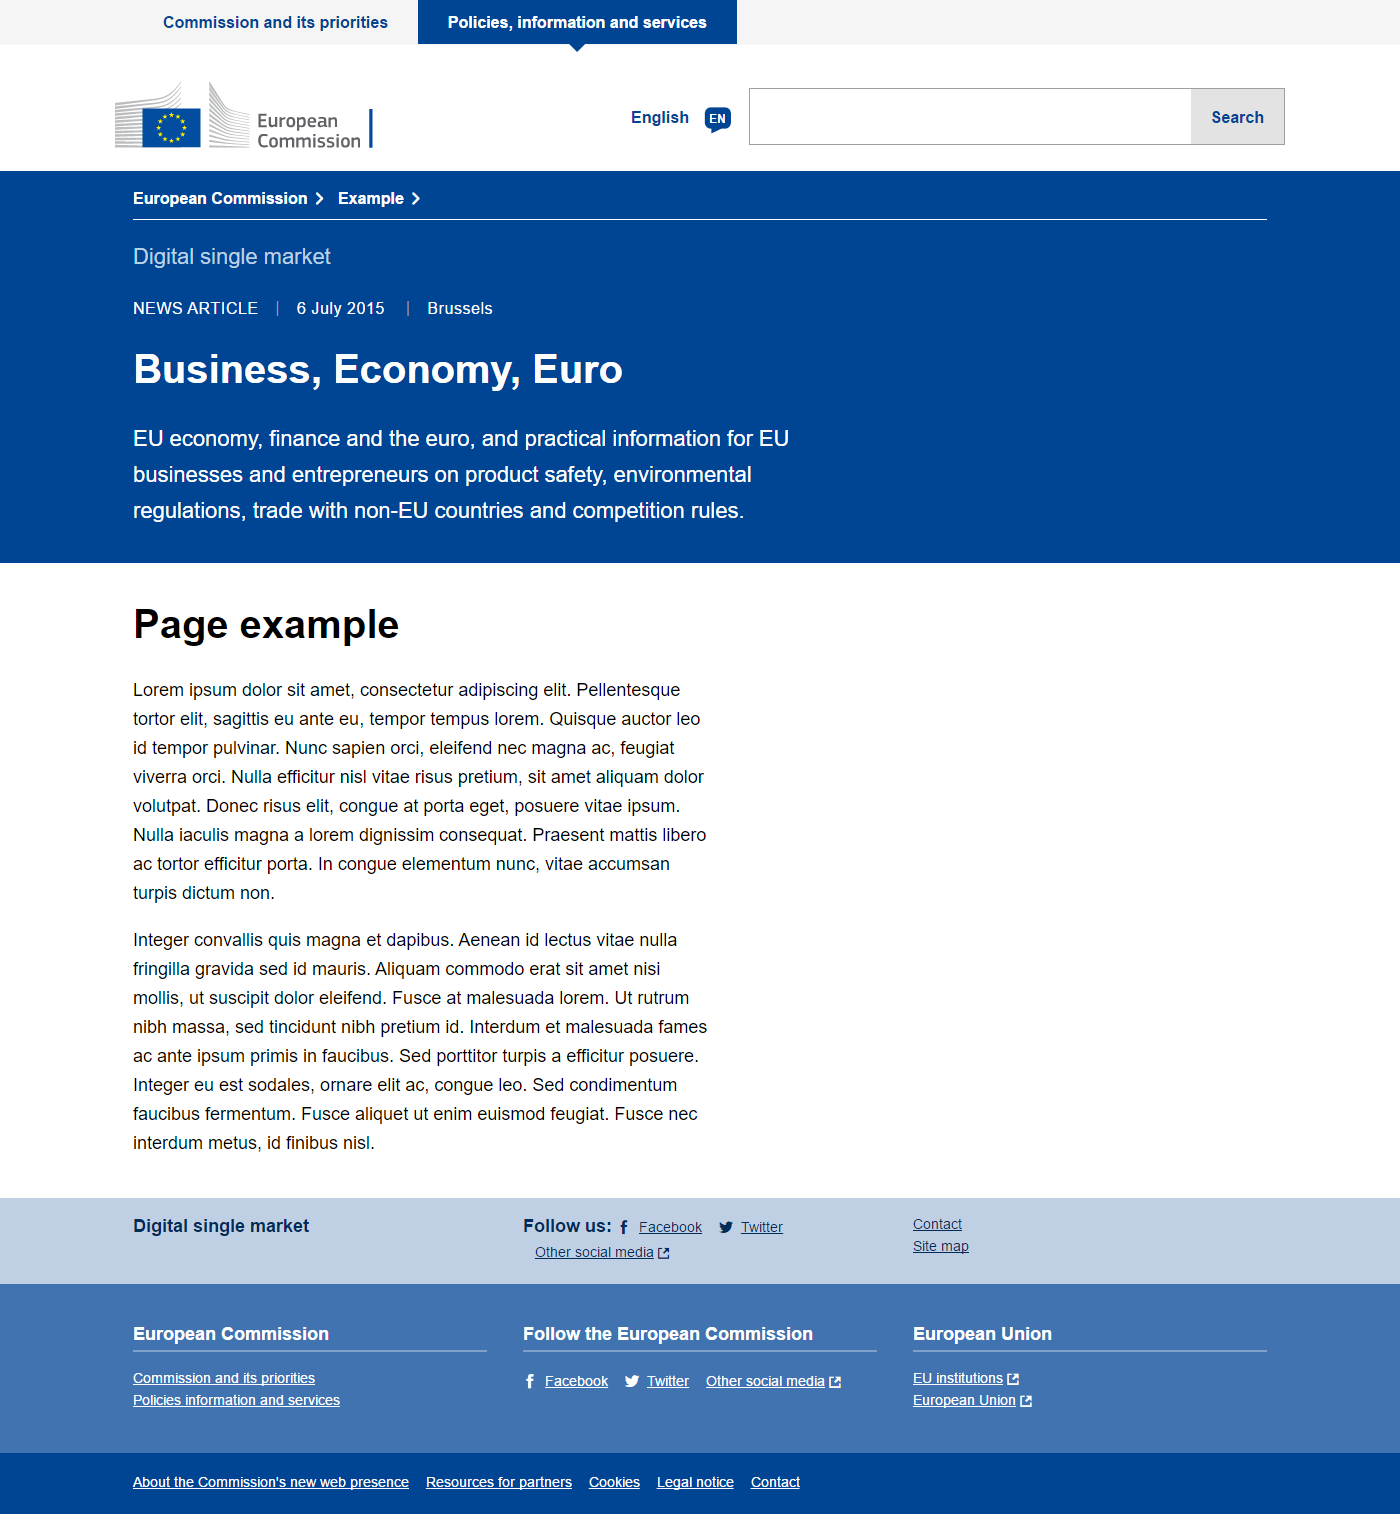 Commission and its priorities
Policies, information and services
European
Commission
English
EN
Search
European Commission
Example
Digital single market
NEWS ARTICLE | 6 July 2015 | Brussels
Business, Economy, Euro
EU economy, finance and the euro, and practical information for EU
businesses and entrepreneurs on product safety, environmental
regulations, trade with non-EU countries and competition rules.
Page example
Lorem ipsum dolor sit amet, consectetur adipiscing elit. Pellentesque
tortor elit, sagittis eu ante eu, tempor tempus lorem. Quisque auctor leo
id tempor pulvinar. Nunc sapien orci, eleifend nec magna ac, feugiat
viverra orci. Nulla efficitur nisl vitae risus pretium, sit amet aliquam dolor
volutpat. Donec risus elit, congue at porta eget, posuere vitae ipsum.
Nulla iaculis magna a lorem dignissim consequat. Praesent mattis libero
ac tortor efficitur porta. In congue elementum nunc, vitae accumsan
turpis dictum non.
Integer convallis quis magna et dapibus. Aenean id lectus vitae nulla
fringilla gravida sed id mauris. Aliquam commodo erat sit amet nisi
mollis, ut suscipit dolor eleifend. Fusce at malesuada lorem. Ut rutrum
nibh massa, sed tincidunt nibh pretium id. Interdum et malesuada fames
ac ante ipsum primis in faucibus. Sed porttitor turpis a efficitur posuere.
Integer eu est sodales, ornare elit ac, congue leo. Sed condimentum
faucibus fermentum. Fusce aliquet ut enim euismod feugiat. Fusce nec
interdum metus, id finibus nisl.
Digital single market
Follow us: Facebook Twitter
Other social media
Contact
Site map
European Commission
Commission and its priorities
Policies information and services
Follow the European Commission
Facebook Twitter Other social media
European Union
EU institutions
European Union
About the Commission's new web presence Resources for partners Cookies Legal notice Contact